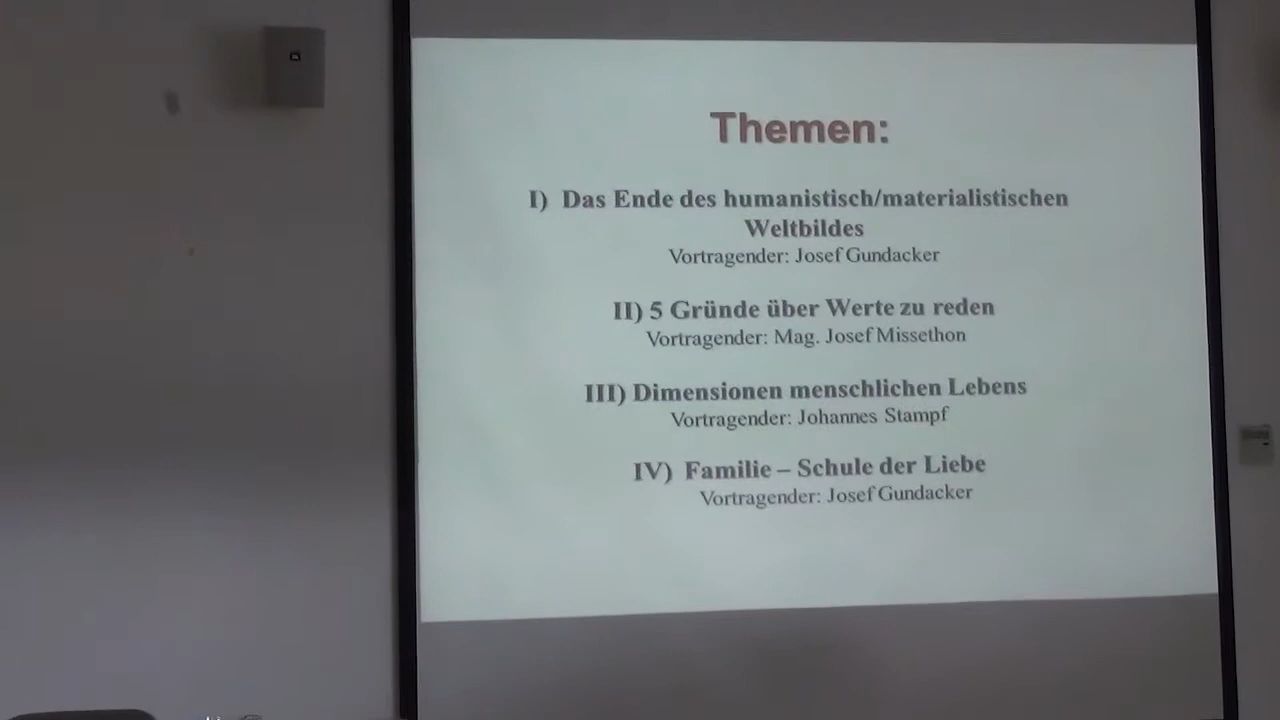 Themen:
I) Das Ende des humanistisch/materialistischen
Weltbildes
Vortragender: Josef Gundacker
II) 5 Gründe über Werte zu reden
Vortragender: Mag. Josef Missethon
III) Dimensionen menschlichen Lebens
Vortragender: Johannes Stampf
IV) Familie – Schule der Liebe
Vortragender: Josef Gundacker